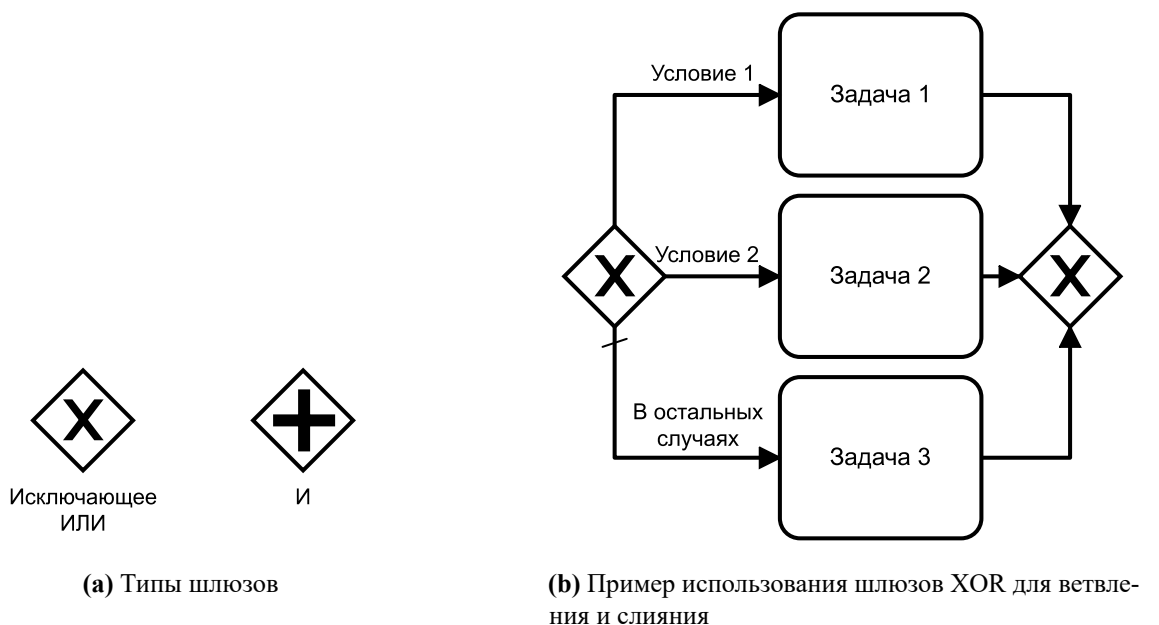 Исключающее
ИЛИ
И
(a) Типы шлюзов
Условие 1
Задача 1
X
Условие 2
Задача 2
X
В остальных
случаях
Задача 3
X
(b) Пример использования шлюзов XOR для ветвле-
ния и слияния